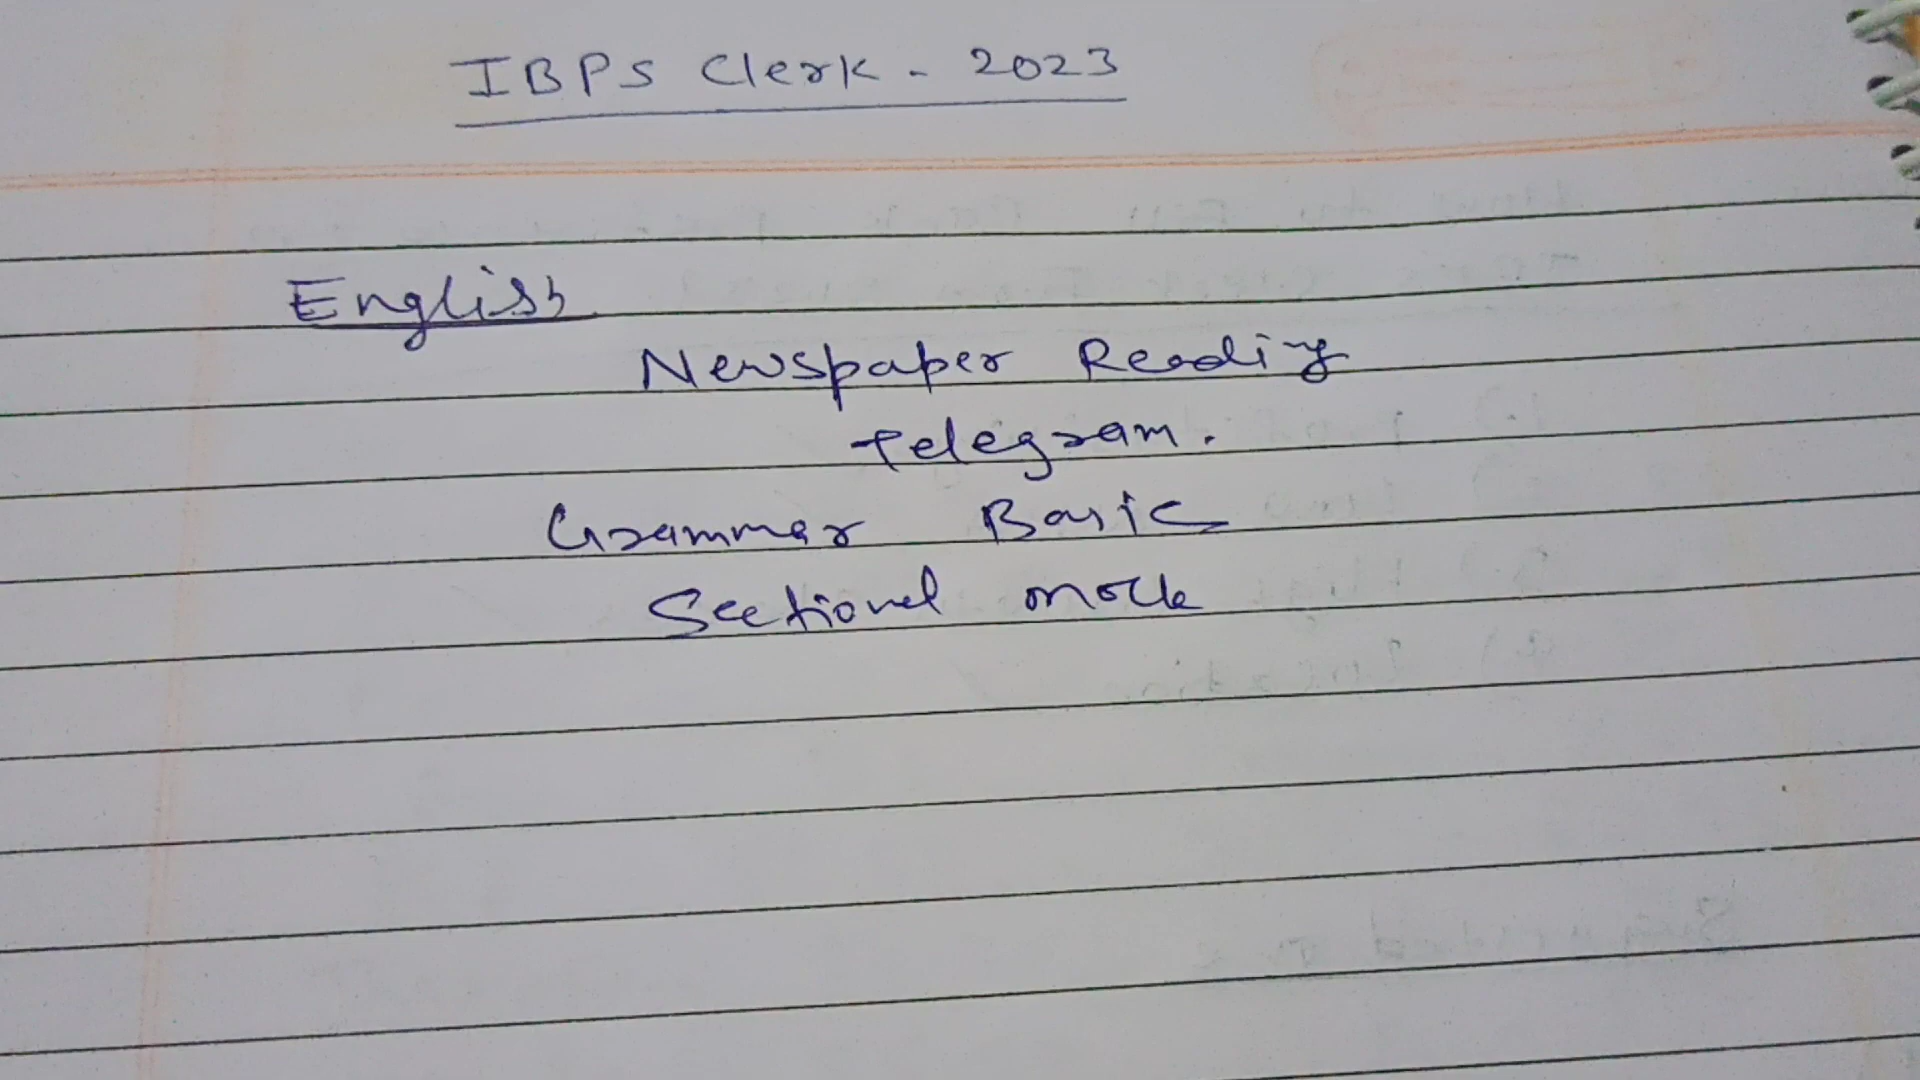 IBPS Clerk - 2023
English
Newspaper Reading
Telegram.
Grammar Basic
Sectional mock